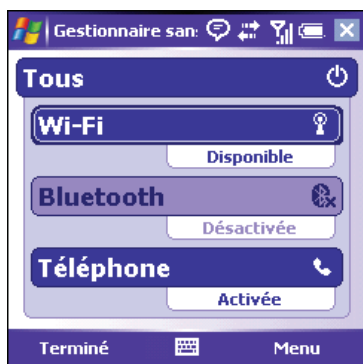 Gestionnaire san:
Tous
Wi-Fi
Disponible
Bluetooth
Désactivée
Téléphone
Activée
Terminé Menu